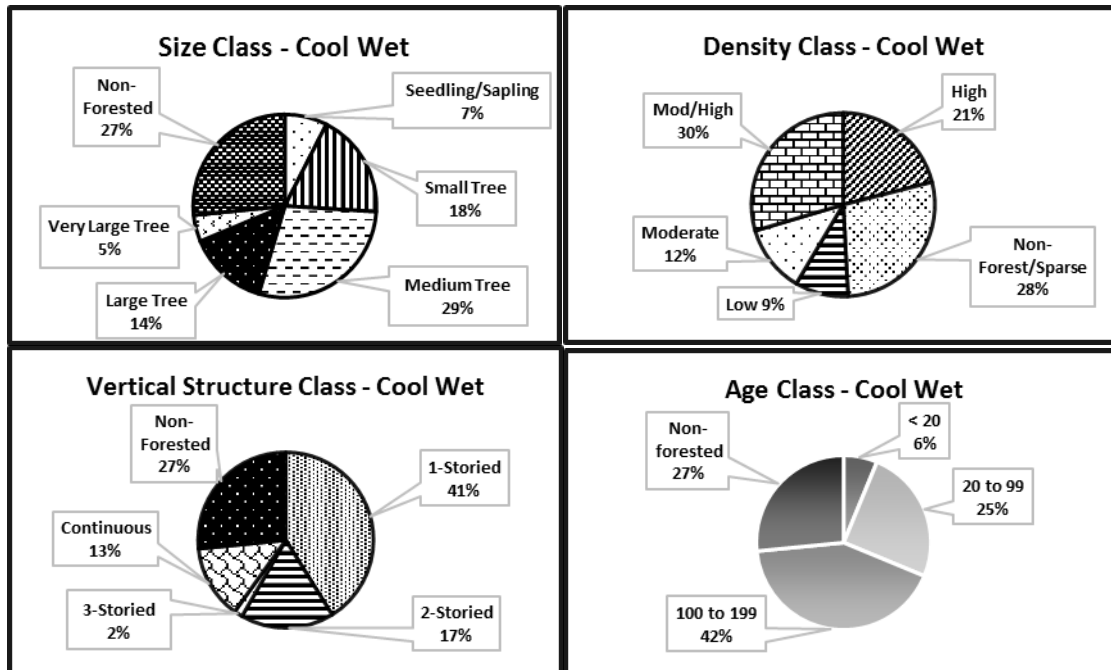 Size Class - Cool Wet
Non-
Forested
27%
Seedling/Sapling
7%
Small Tree
18%
Very Large Tree
5%
Large Tree
14%
Medium Tree
29%
Density Class - Cool Wet
Mod/High
30%
High
21%
Moderate
12%
Non-
Forest/Sparse
28%
Low 9%
Vertical Structure Class - Cool Wet
Non-
Forested
27%
1-Storied
41%
Continuous
13%
3-Storied
2%
2-Storied
17%
Age Class - Cool Wet
Non-
forested
27%
< 20
6%
20 to 99
25%
100 to 199
42%